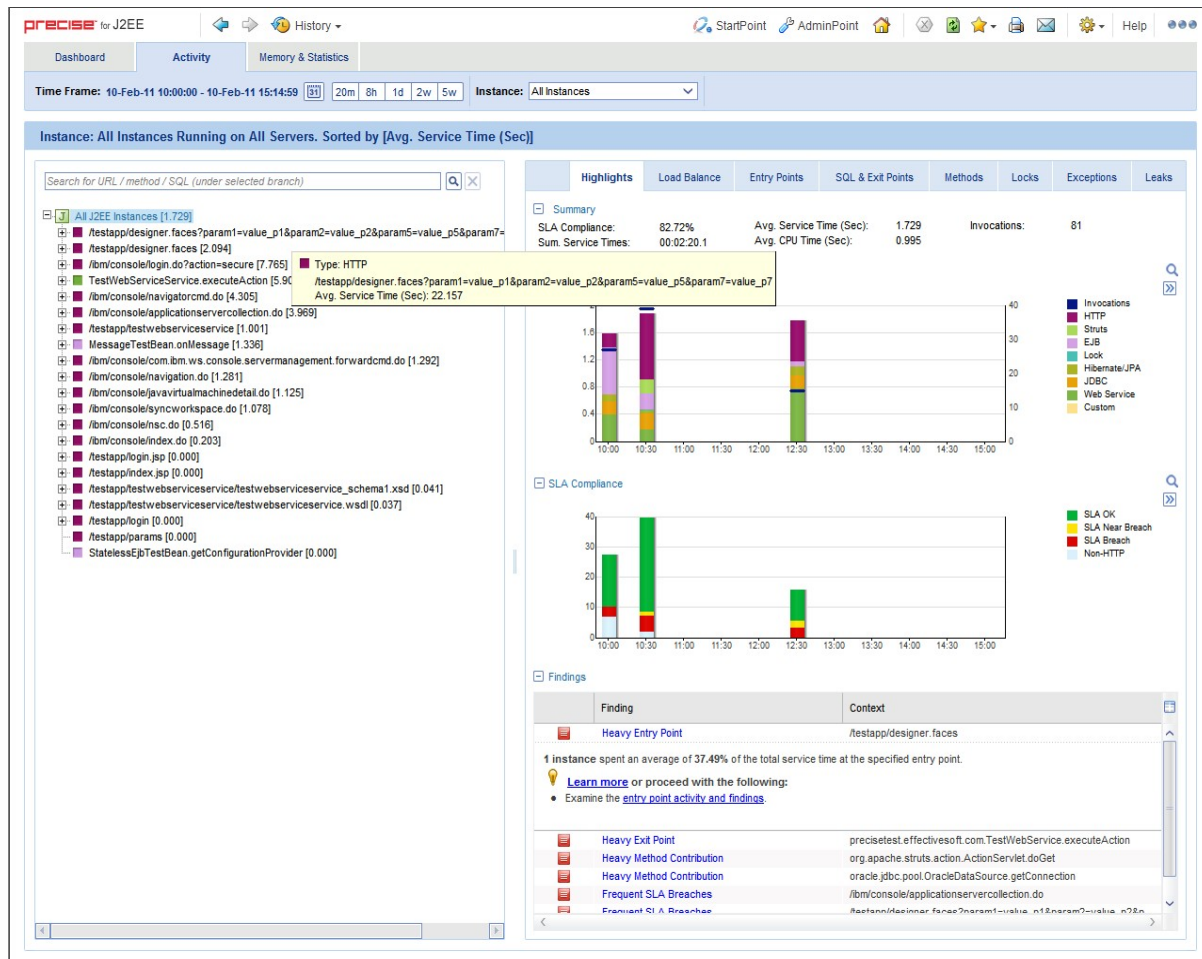 precise for J2EE
History
StartPoint
AdminPoint
Help
Dashboard
Activity
Memory & Statistics
Time Frame: 10-Feb-11 10:00:00 - 10-Feb-11 15:14:59
31
20m 8h 1d 2w 5w
Instance: All Instances
Instance: All Instances Running on All Servers. Sorted by [Avg. Service Time (Sec)]
Search for URL / method / SQL (under selected branch)
J All J2EE Instances [1.729]
/testapp/designer.faces?param1=value_p1&param2=value_p2&param5=value_p5&param7=
/testapp/designer.faces [2.094]
/ibm/console/login.do?action=secure [7.765]
TestWebServiceService.executeAction [5.90
/ibm/console/navigatorcmd.do [4.305]
/ibm/console/applicationservercollection.do [3.969]
/testapp/testwebserviceservice [1.001]
MessageTestBean.onMessage [1.336]
/ibm/console/com.ibm.ws.console.servermanagement.forwardcmd.do [1.292]
/ibm/console/navigation.do [1.281]
/ibm/console/javavirtualmachinedetail.do [1.125]
/ibm/console/syncworkspace.do [1.078]
/ibm/console/nsc.do [0.516]
/ibm/console/index.do [0.203]
/testapp/login.jsp [0.000]
/testapp/index.jsp [0.000]
/testapp/testwebserviceservice/testwebserviceservice_schema1.xsd [0.041]
/testapp/testwebserviceservice/testwebserviceservice.wsdl [0.037]
/testapp/login [0.000]
/testapp/params [0.000]
StatelessEjbTestBean.getConfigurationProvider [0.000]
Type: HTTP
/testapp/designer.faces?param1=value_p1&param2=value_p2&param5=value_p5&param7=value_p7
Avg. Service Time (Sec): 22.157
Highlights
Load Balance
Entry Points
SQL & Exit Points
Methods
Locks
Exceptions
Leaks
Summary
SLA Compliance: 82.72% Avg. Service Time (Sec): 1.729 Invocations: 81
Sum. Service Times: 00:02:20.1 Avg. CPU Time (Sec): 0.995
2
1.6
1.2
0.8
0.4
0
40
30
20
10
0
10:00 10:30 11:00 11:30 12:00 12:30 13:00 13:30 14:00 14:30 15:00
Invocations
HTTP
Struts
EJB
Lock
Hibernate/JPA
JDBC
Web Service
Custom
SLA Compliance
40
30
20
10
0
10:00 10:30 11:00 11:30 12:00 12:30 13:00 13:30 14:00 14:30 15:00
SLA OK
SLA Near Breach
SLA Breach
Non-HTTP
Findings
Finding Context
Heavy Entry Point /testapp/designer.faces
1 instance spent an average of 37.49% of the total service time at the specified entry point.
Learn more or proceed with the following:
• Examine the entry point activity and findings.
Heavy Exit Point precisetest.effectivesoft.com.TestWebService.executeAction
Heavy Method Contribution org.apache.struts.action.ActionServlet.doGet
Heavy Method Contribution oracle.jdbc.pool.OracleDataSource.getConnection
Frequent SLA Breaches /ibm/console/applicationservercollection.do
Frequent SLA Breaches /testapp/designer.faces?param1=value_p1&param2=value_p2&p